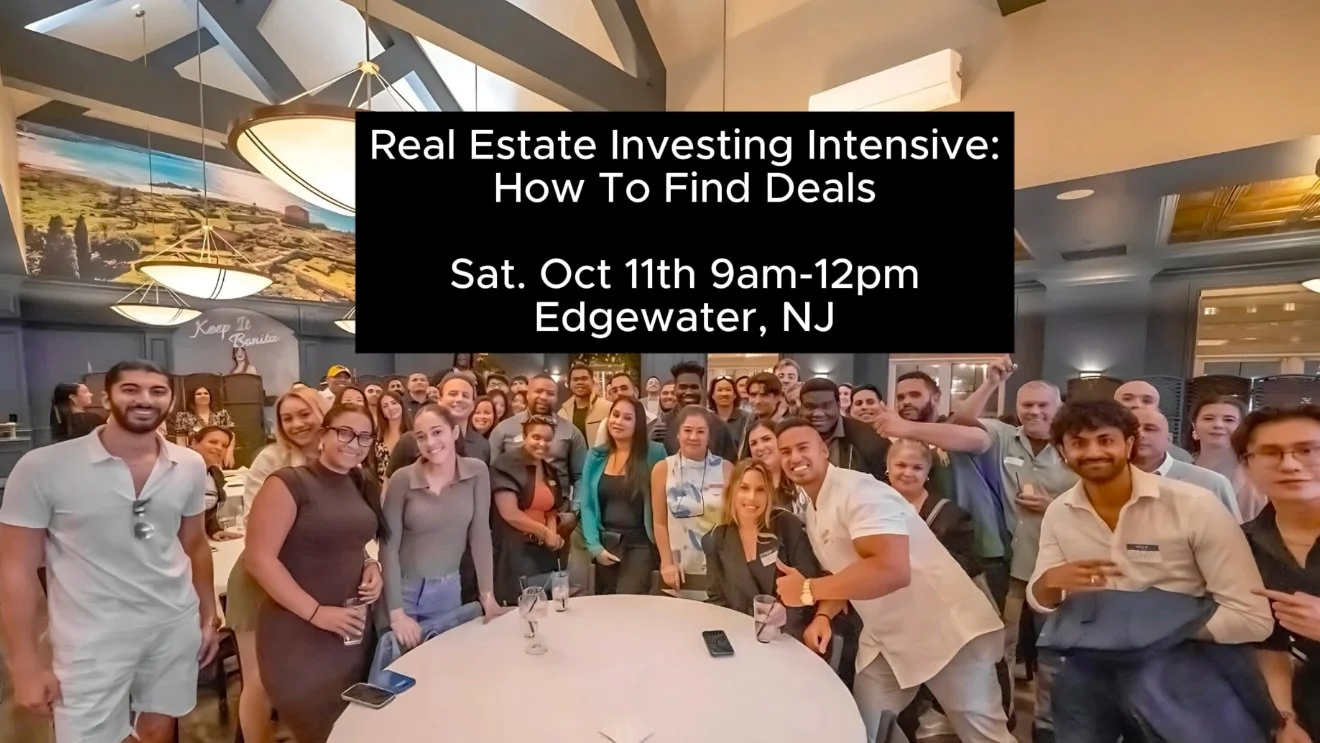 Real Estate Investing Intensive:
How To Find Deals
Sat. Oct 11th 9am-12pm
Edgewater, NJ
Keep It
Bonita